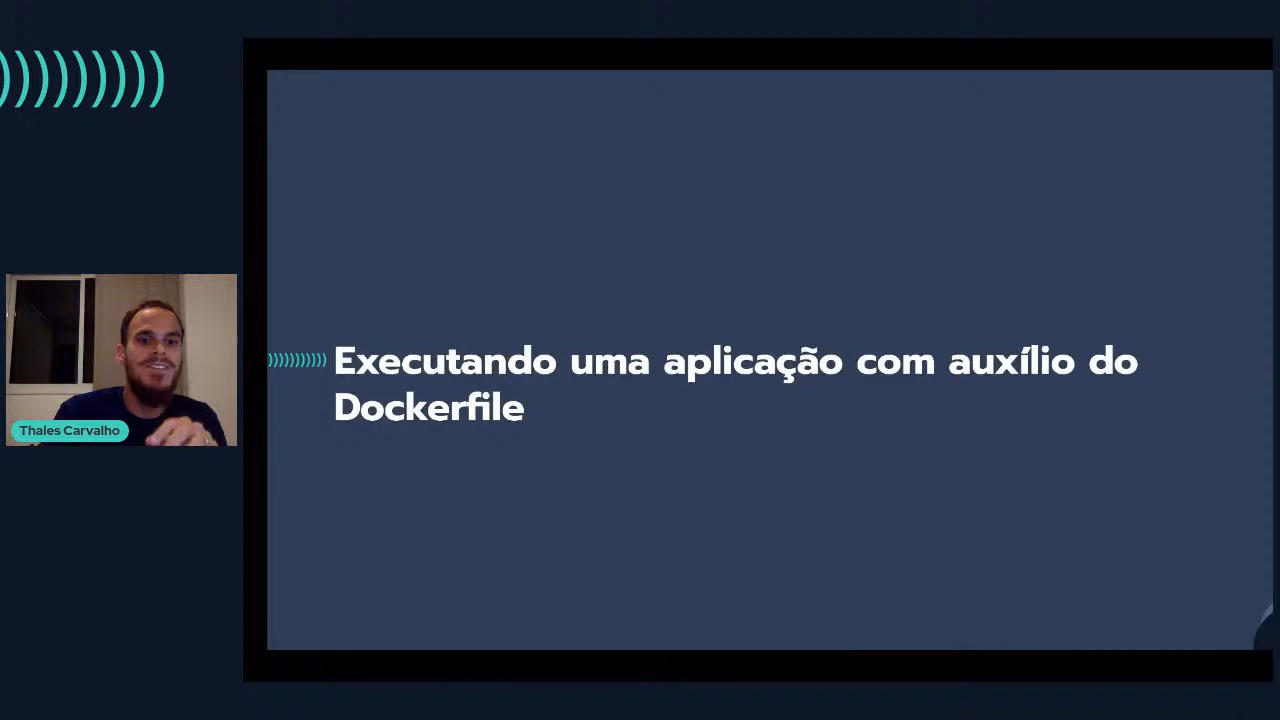 Executando uma aplicação com auxílio do
Dockerfile
Thales Carvalho